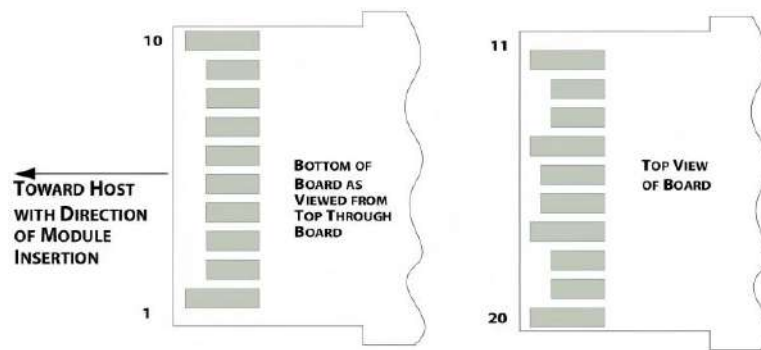 10
1
TOWARD HOST
WITH DIRECTION
OF MODULE
INSERTION
BOTTOM OF
BOARD AS
VIEWED FROM
TOP THROUGH
BOARD
11
20
TOP VIEW
OF BOARD